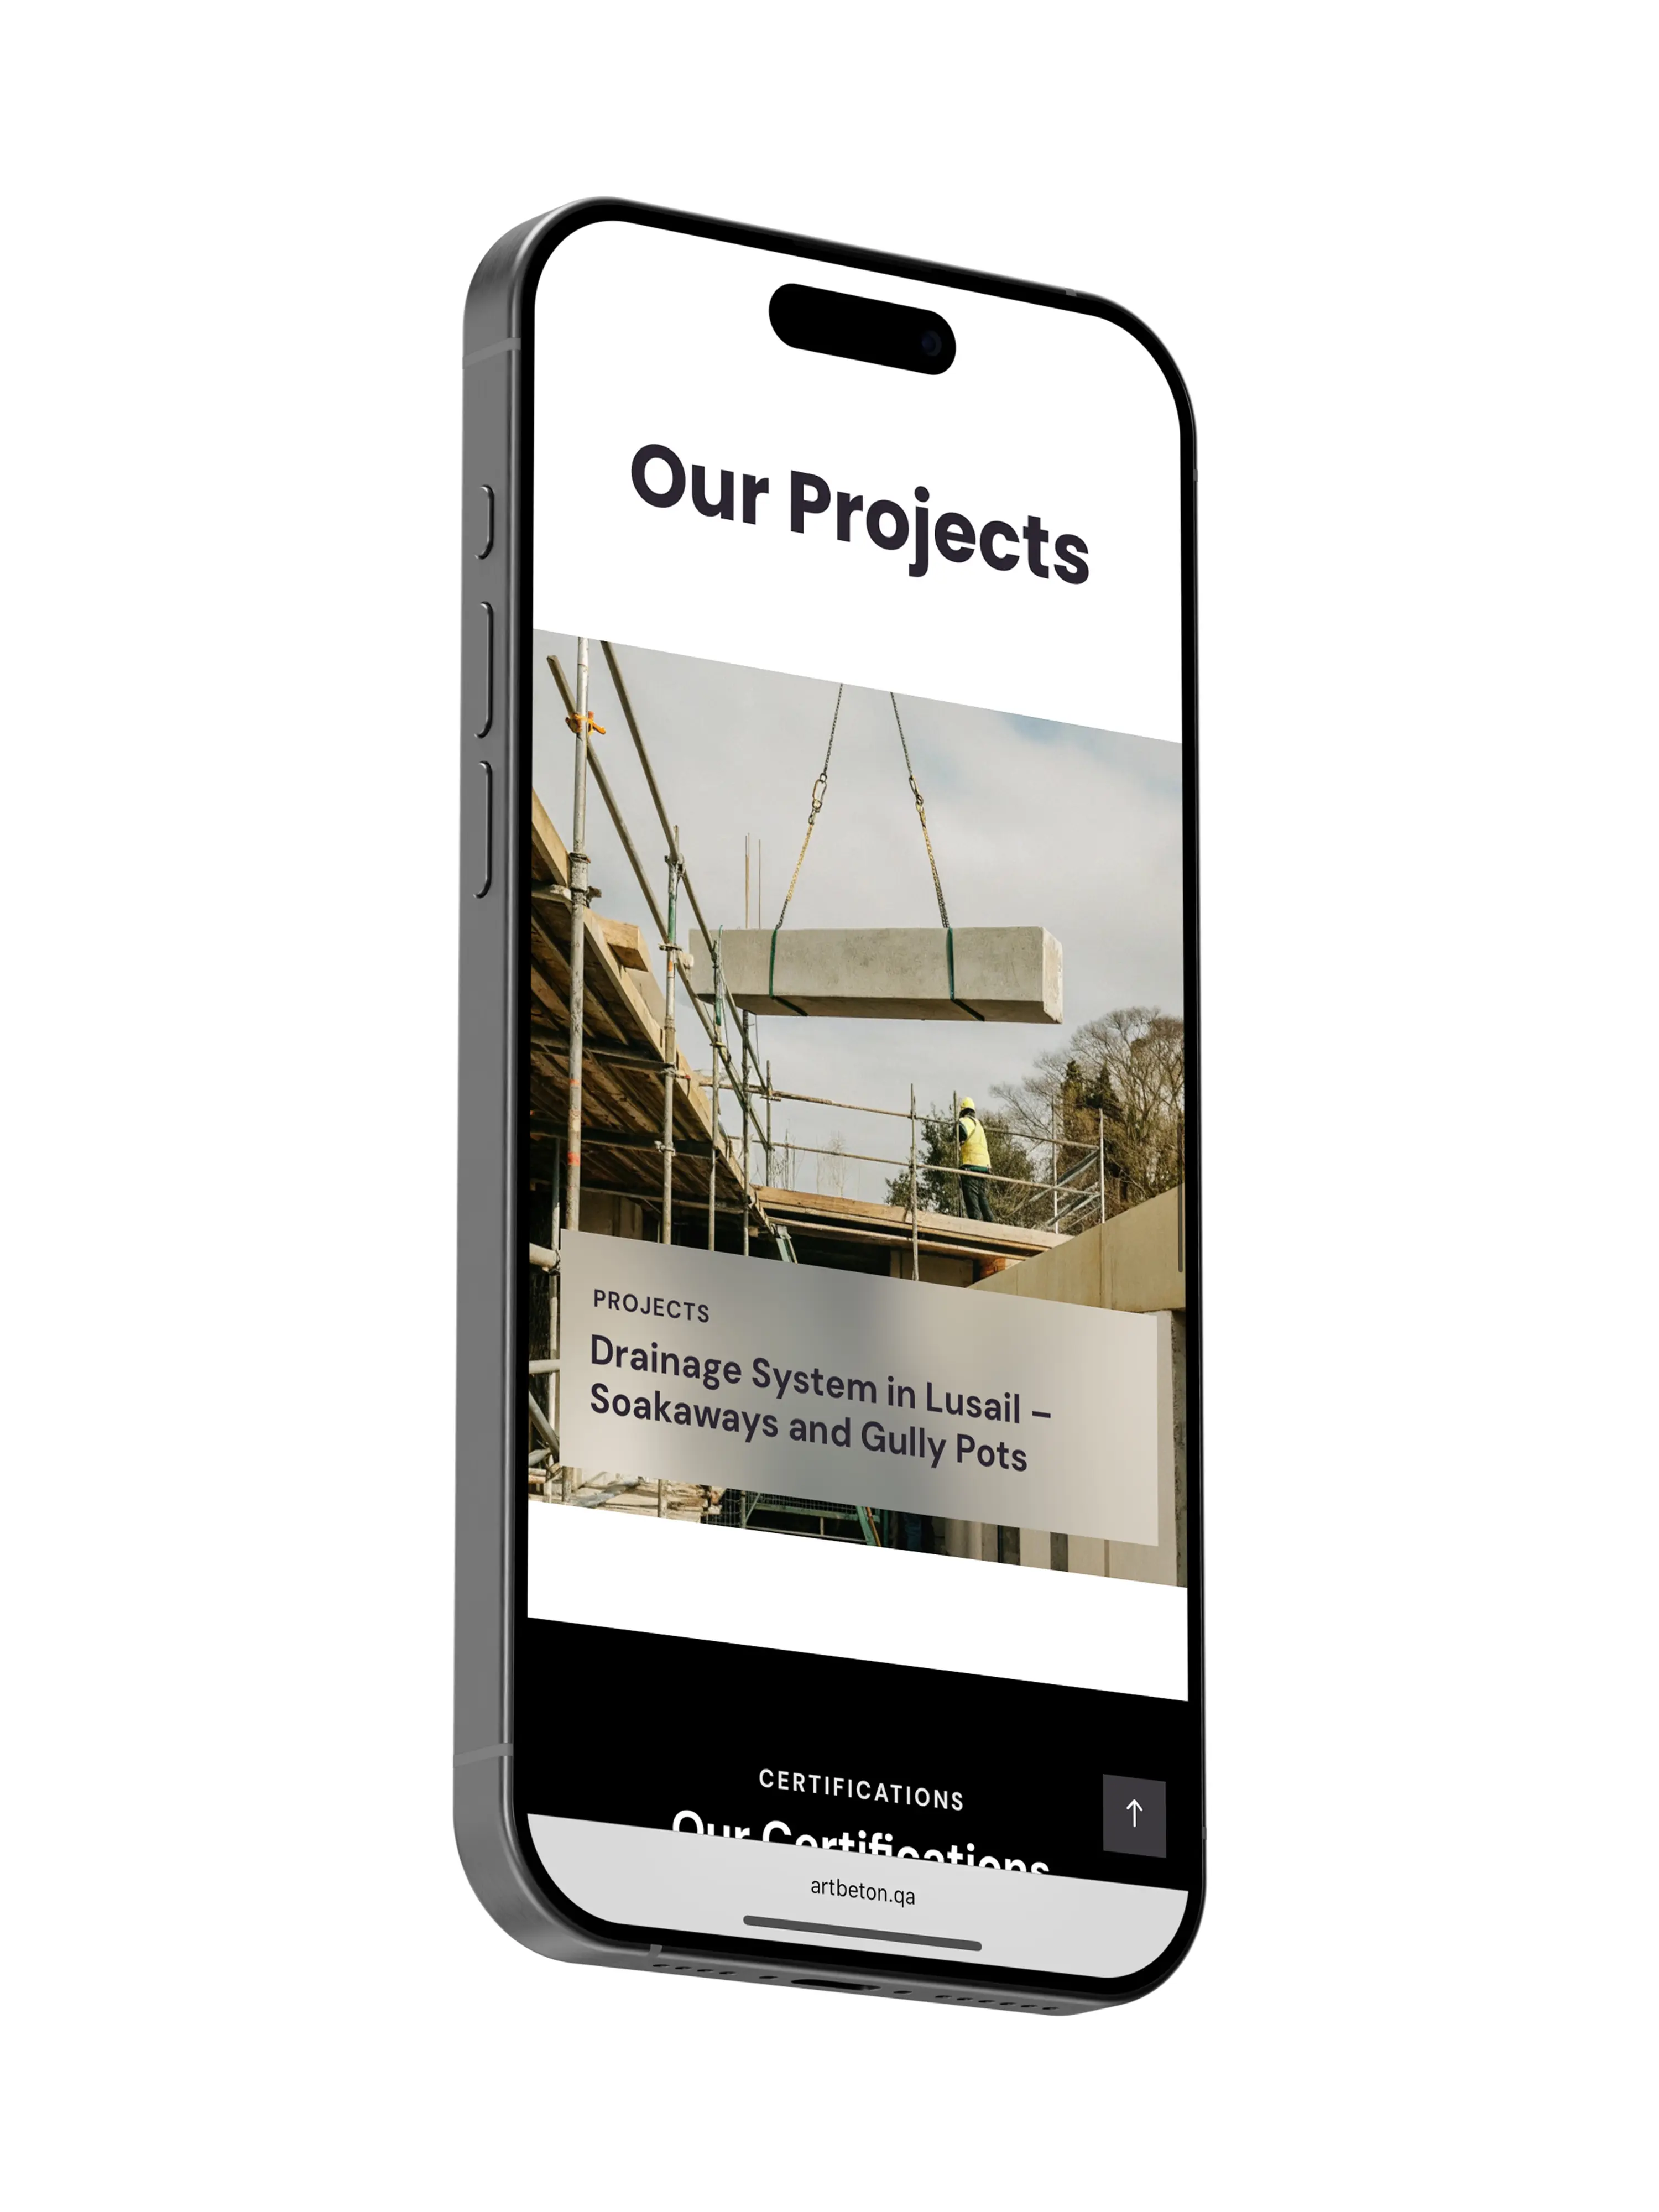 Our Projects
PROJECTS
Drainage System in Lusail –
Soakaways and Gully Pots
CERTIFICATIONS
Our Certifications
artbeton.qa